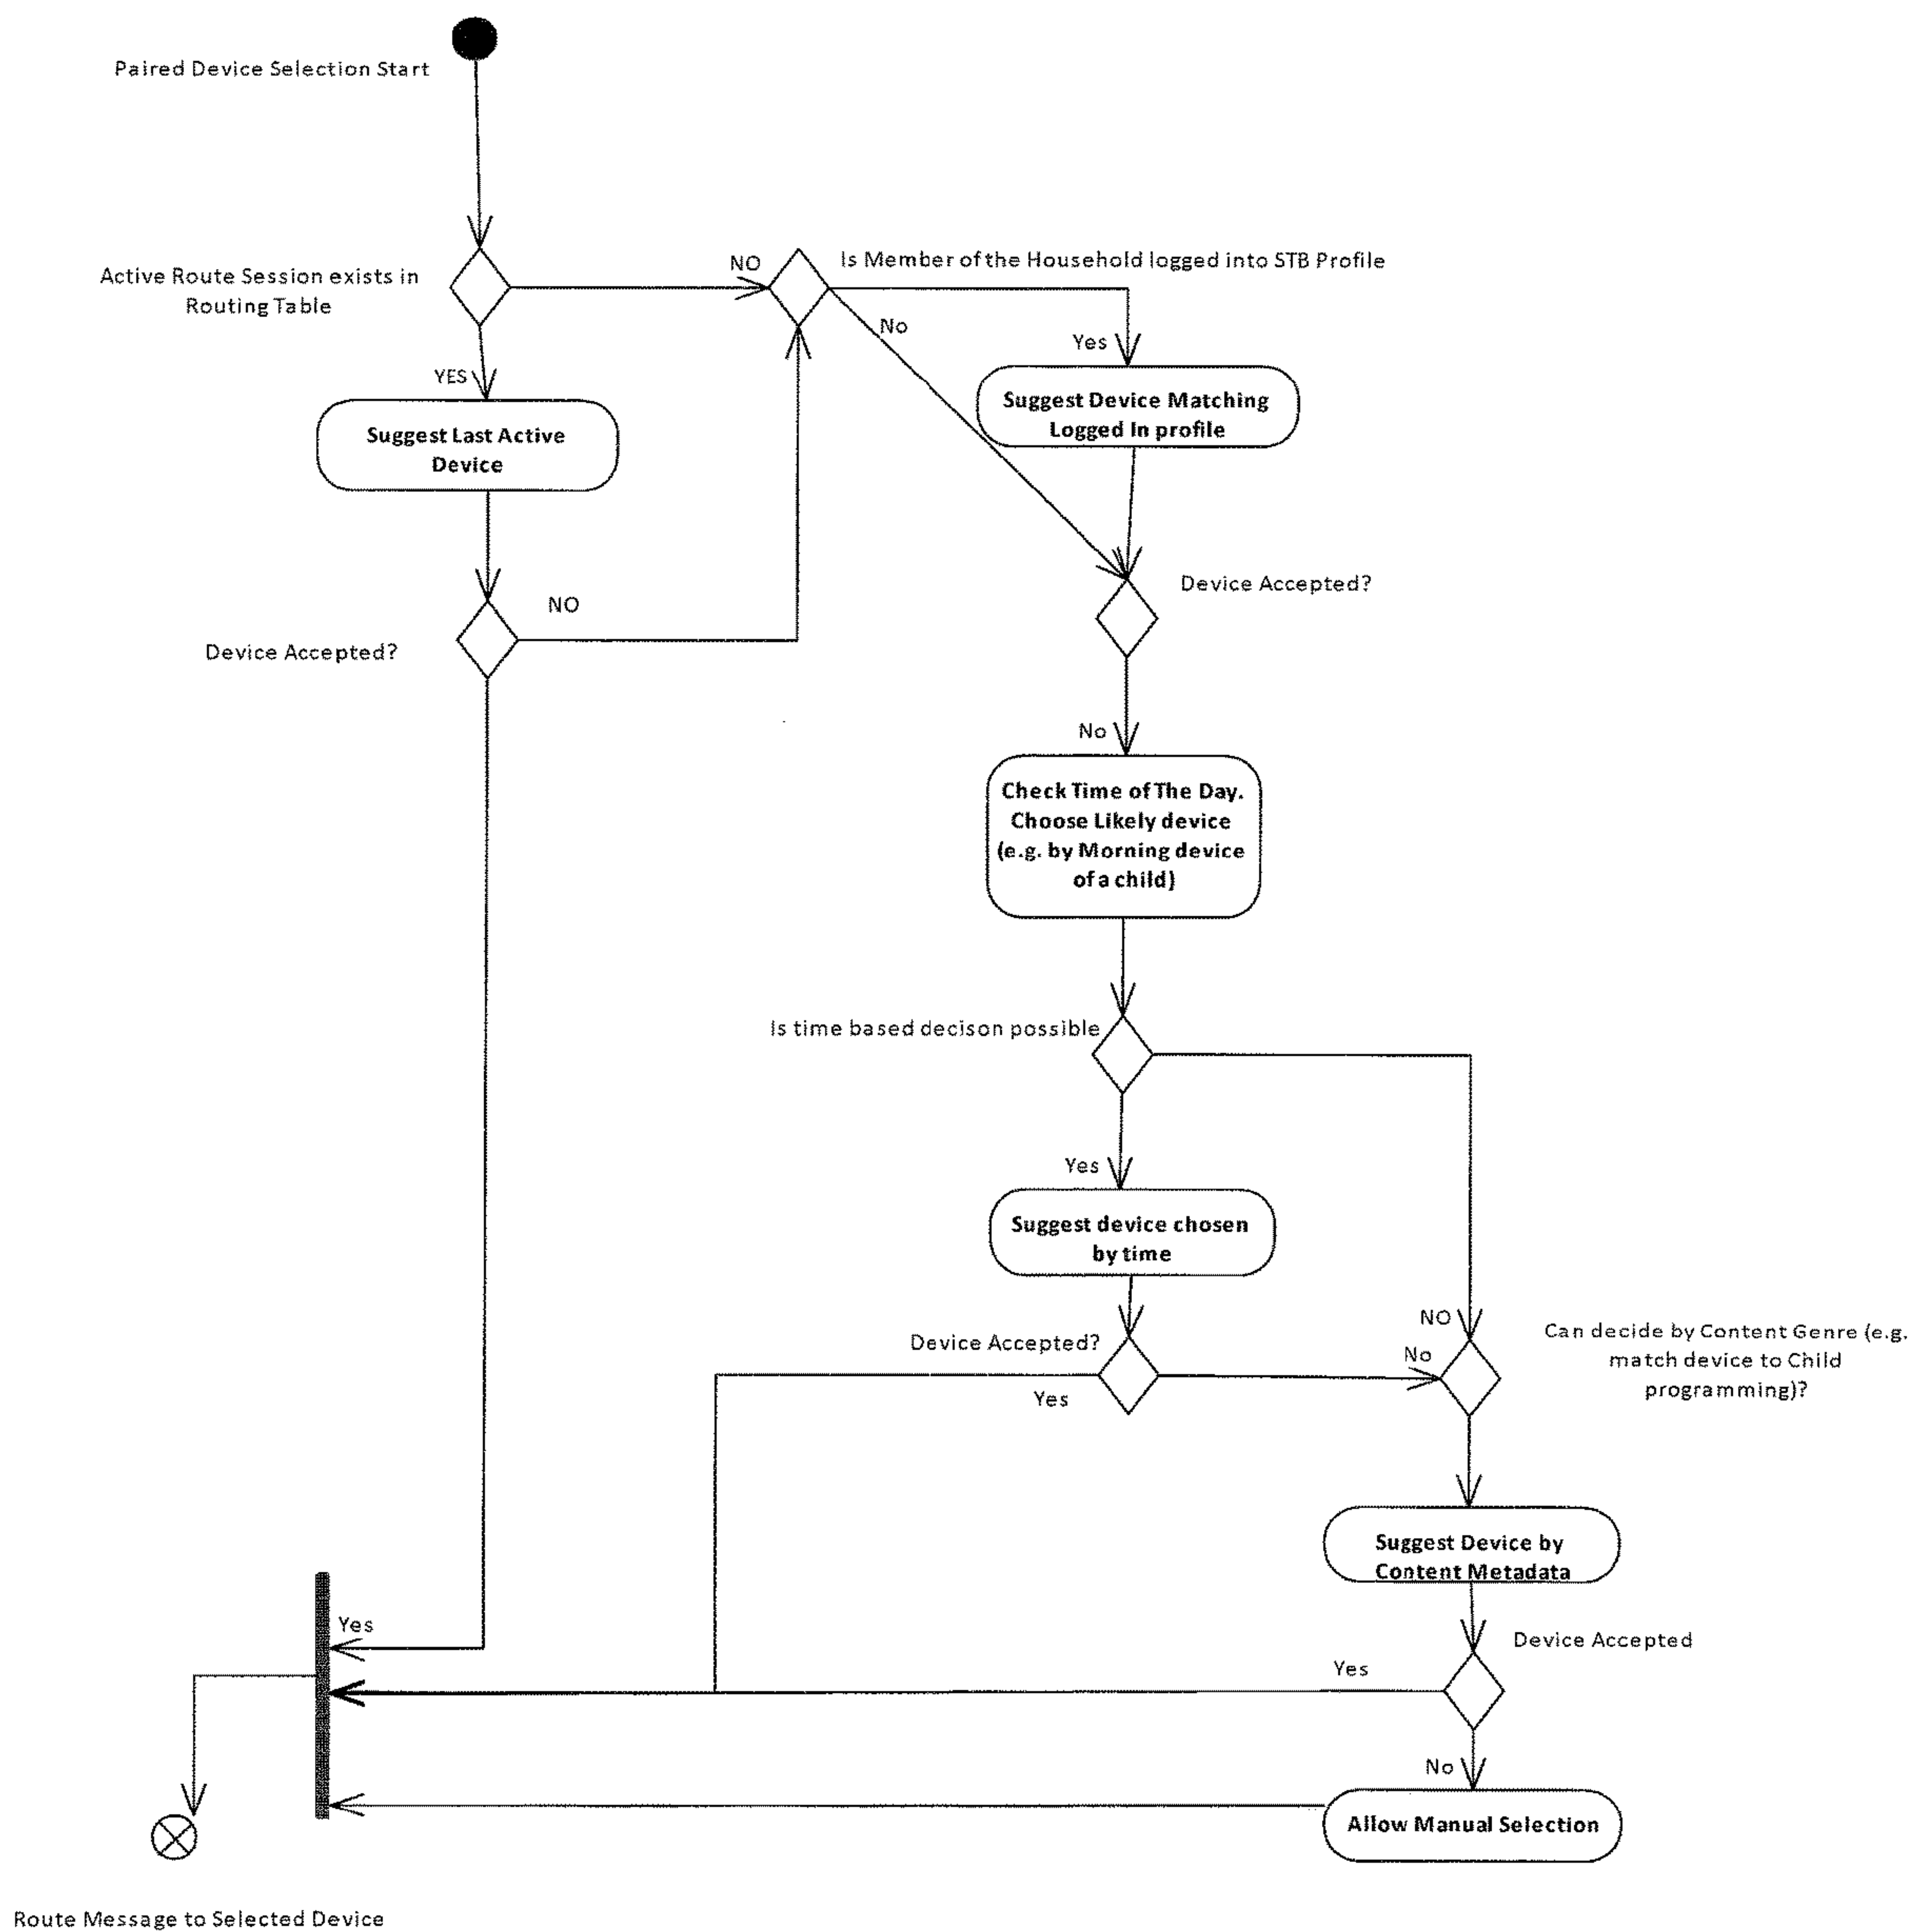 Paired Device Selection Start
Active Route Session exists in
Routing Table
NO
Is Member of the Household logged into STB Profile
No
Yes
YES
Suggest Last Active
Device
Suggest Device Matching
Logged In profile
Device Accepted?
NO
Device Accepted?
No
Check Time of The Day.
Choose Likely device
(e.g. by Morning device
of a child)
Is time based decison possible
Yes
Suggest device chosen
by time
Device Accepted?
Yes
NO
No
Can decide by Content Genre (e.g.
match device to Child
programming)?
Suggest Device by
Content Metadata
Device Accepted
Yes
Yes
No
Allow Manual Selection
Route Message to Selected Device